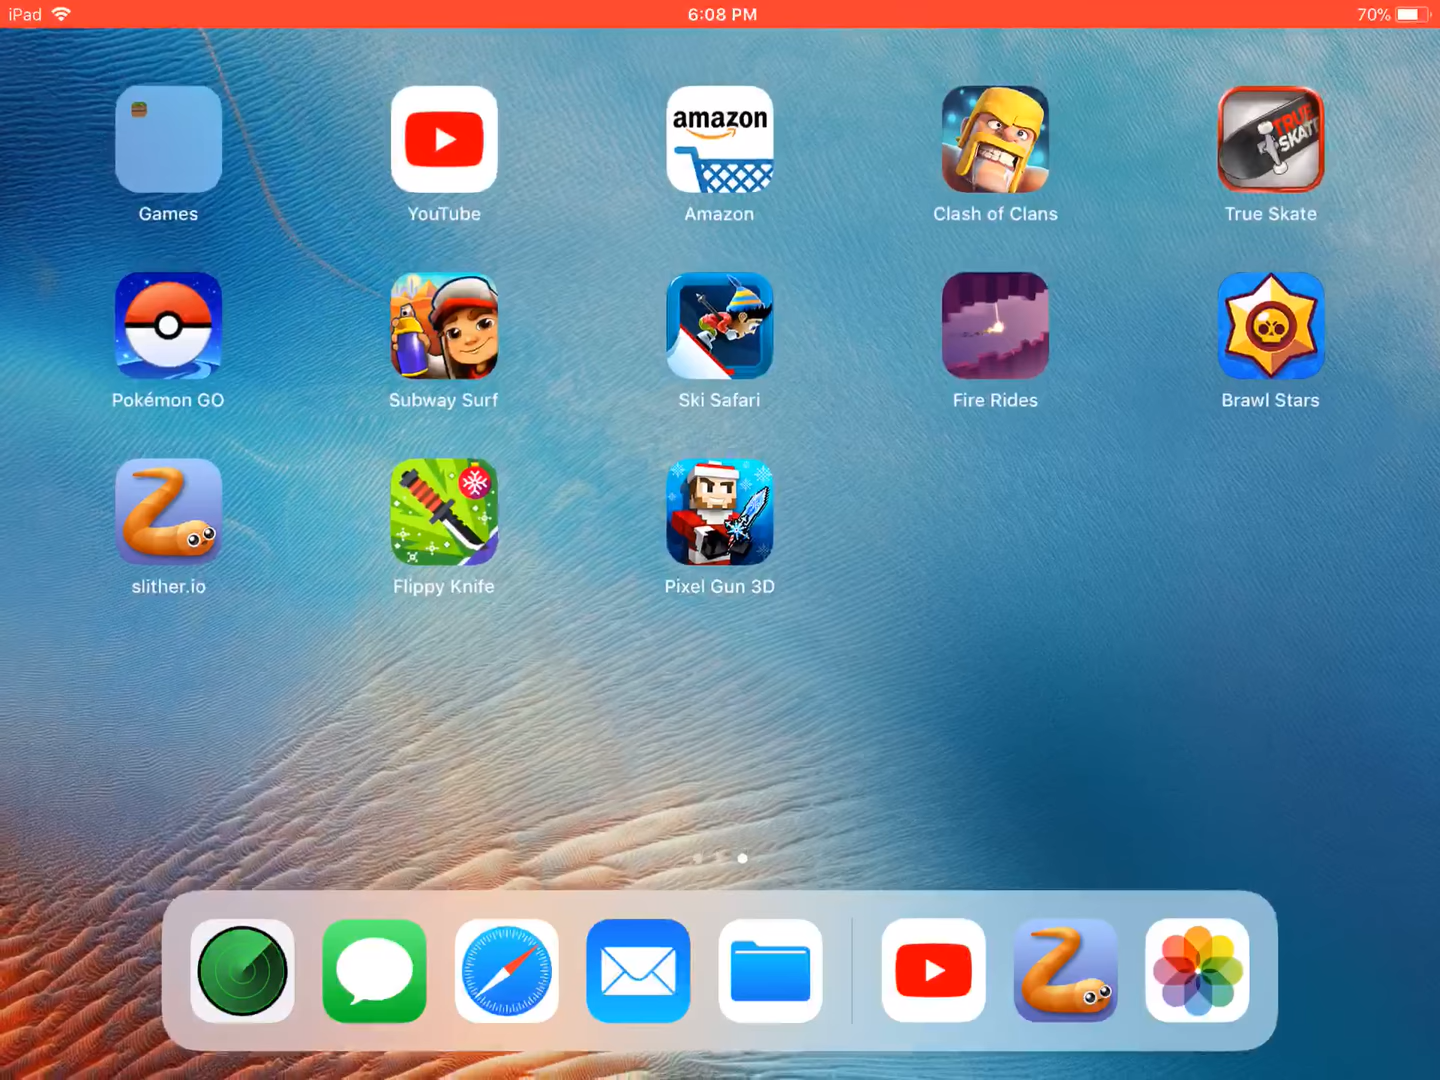 iPad 6:08 PM 70%
amazon
TRUE
SKATE
Games YouTube Amazon Clash of Clans True Skate
Pokémon GO Subway Surf Ski Safari Fire Rides Brawl Stars
slither.io Flippy Knife Pixel Gun 3D